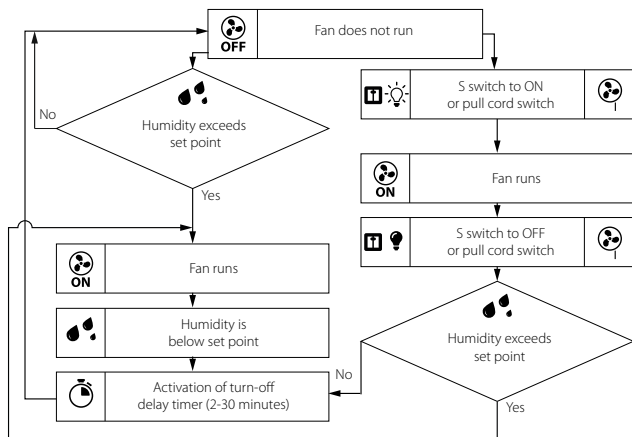 OFF
Fan does not run
Humidity exceeds
set point
No
Yes
ON
Fan runs
Humidity is
below set point
Activation of turn-off
delay timer (2-30 minutes)
S switch to ON
or pull cord switch
ON
Fan runs
S switch to OFF
or pull cord switch
Humidity exceeds
set point
No
Yes